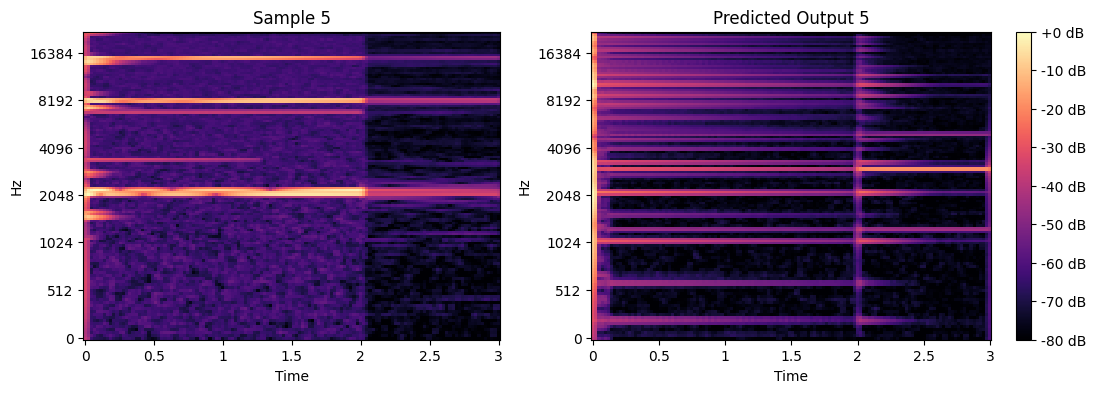 Sample 5
Predicted Output 5
16384
8192
4096
2048
1024
512
0
Hz
0
0.5
1
1.5
2
2.5
3
Time
16384
8192
4096
2048
1024
512
0
Hz
0
0.5
1
1.5
2
2.5
3
Time
+0 dB
-10 dB
-20 dB
-30 dB
-40 dB
-50 dB
-60 dB
-70 dB
-80 dB